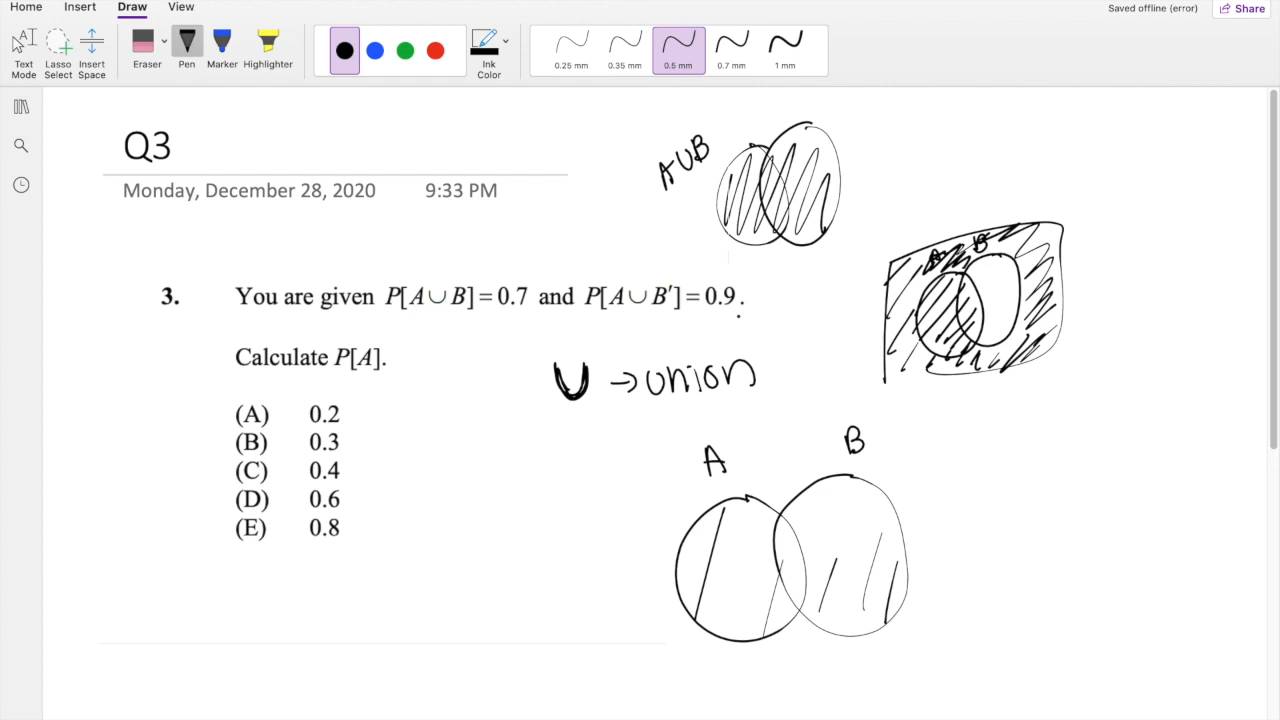 Home Insert Draw View
Saved offline (error) Share
Text Mode
Lasso Select
Insert Space
Eraser
Pen
Marker
Highlighter
Ink Color
0.25 mm 0.35 mm 0.5 mm 0.7 mm 1 mm
Q3
Monday, December 28, 2020 9:33 PM
A∪B
A B
3. You are given P[A∪B]=0.7 and P[A∪B′]=0.9.
Calculate P[A].
∪ → union
(A) 0.2
(B) 0.3
(C) 0.4
(D) 0.6
(E) 0.8
A B